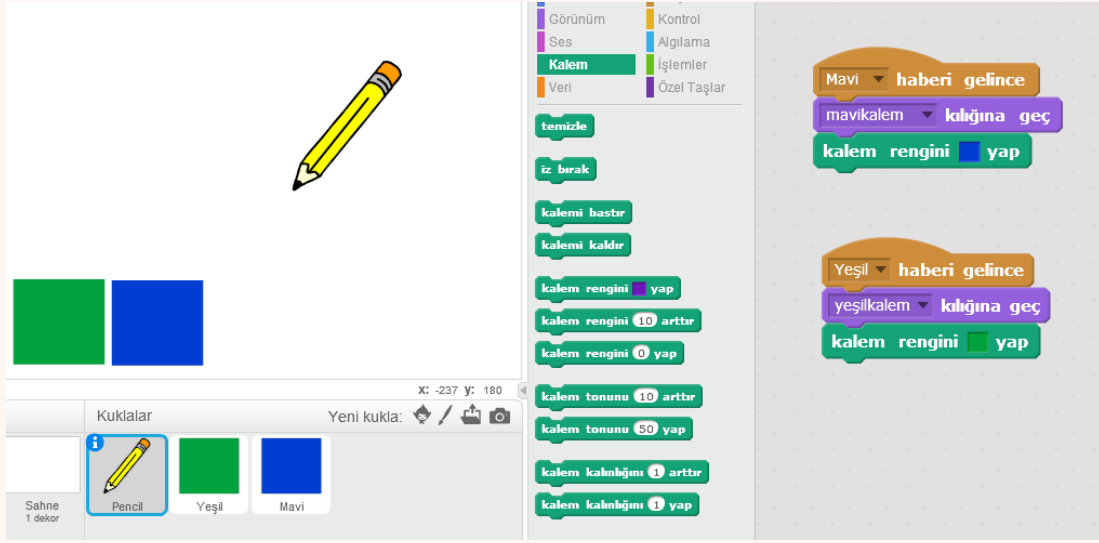 Görünüm
Kontrol
Ses
Algılama
Kalem
İşlemler
Veri
Özel Taşlar
temizle
iz bırak
kalemi bastır
kalemi kaldır
kalem rengini yap
kalem rengini 10 arttır
kalem rengini 0 yap
kalem tonunu 10 arttır
kalem tonunu 50 yap
kalem kalınlığını 1 arttır
kalem kalınlığını 1 yap
Mavi haberi gelince
mavikalem kılığına geç
kalem rengini yap
Yeşil haberi gelince
yeşilkalem kılığına geç
kalem rengini yap
X: -237 y: 180
Kuklalar
Yeni kukla:
Sahne
1 dekor
Pencil
Yeşil
Mavi